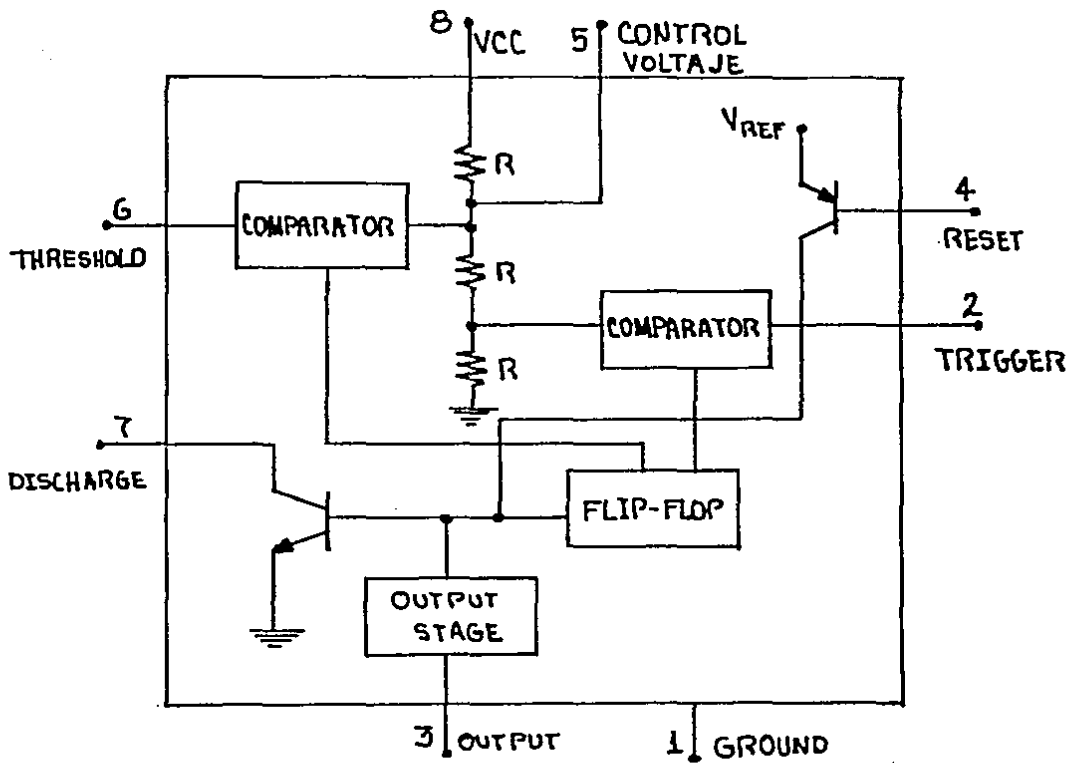 8 VCC
5 CONTROL
VOLTAJE
VREF
R
4
RESET
6
THRESHOLD
COMPARATOR
R
2
TRIGGER
COMPARATOR
R
7
DISCHARGE
FLIP-FLOP
OUTPUT
STAGE
3 OUTPUT
1 GROUND